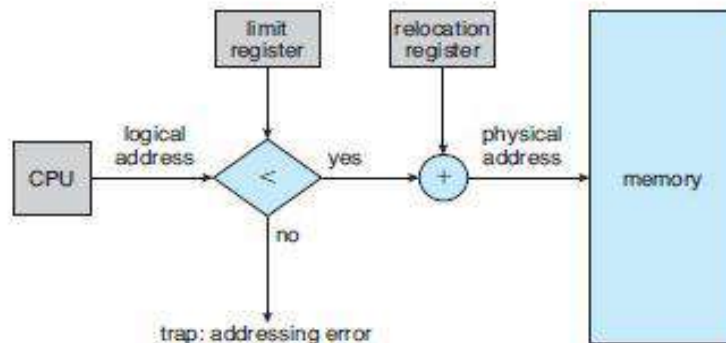 limit
register
relocation
register
logical
address
physical
address
CPU
<
yes
+
memory
no
trap: addressing error